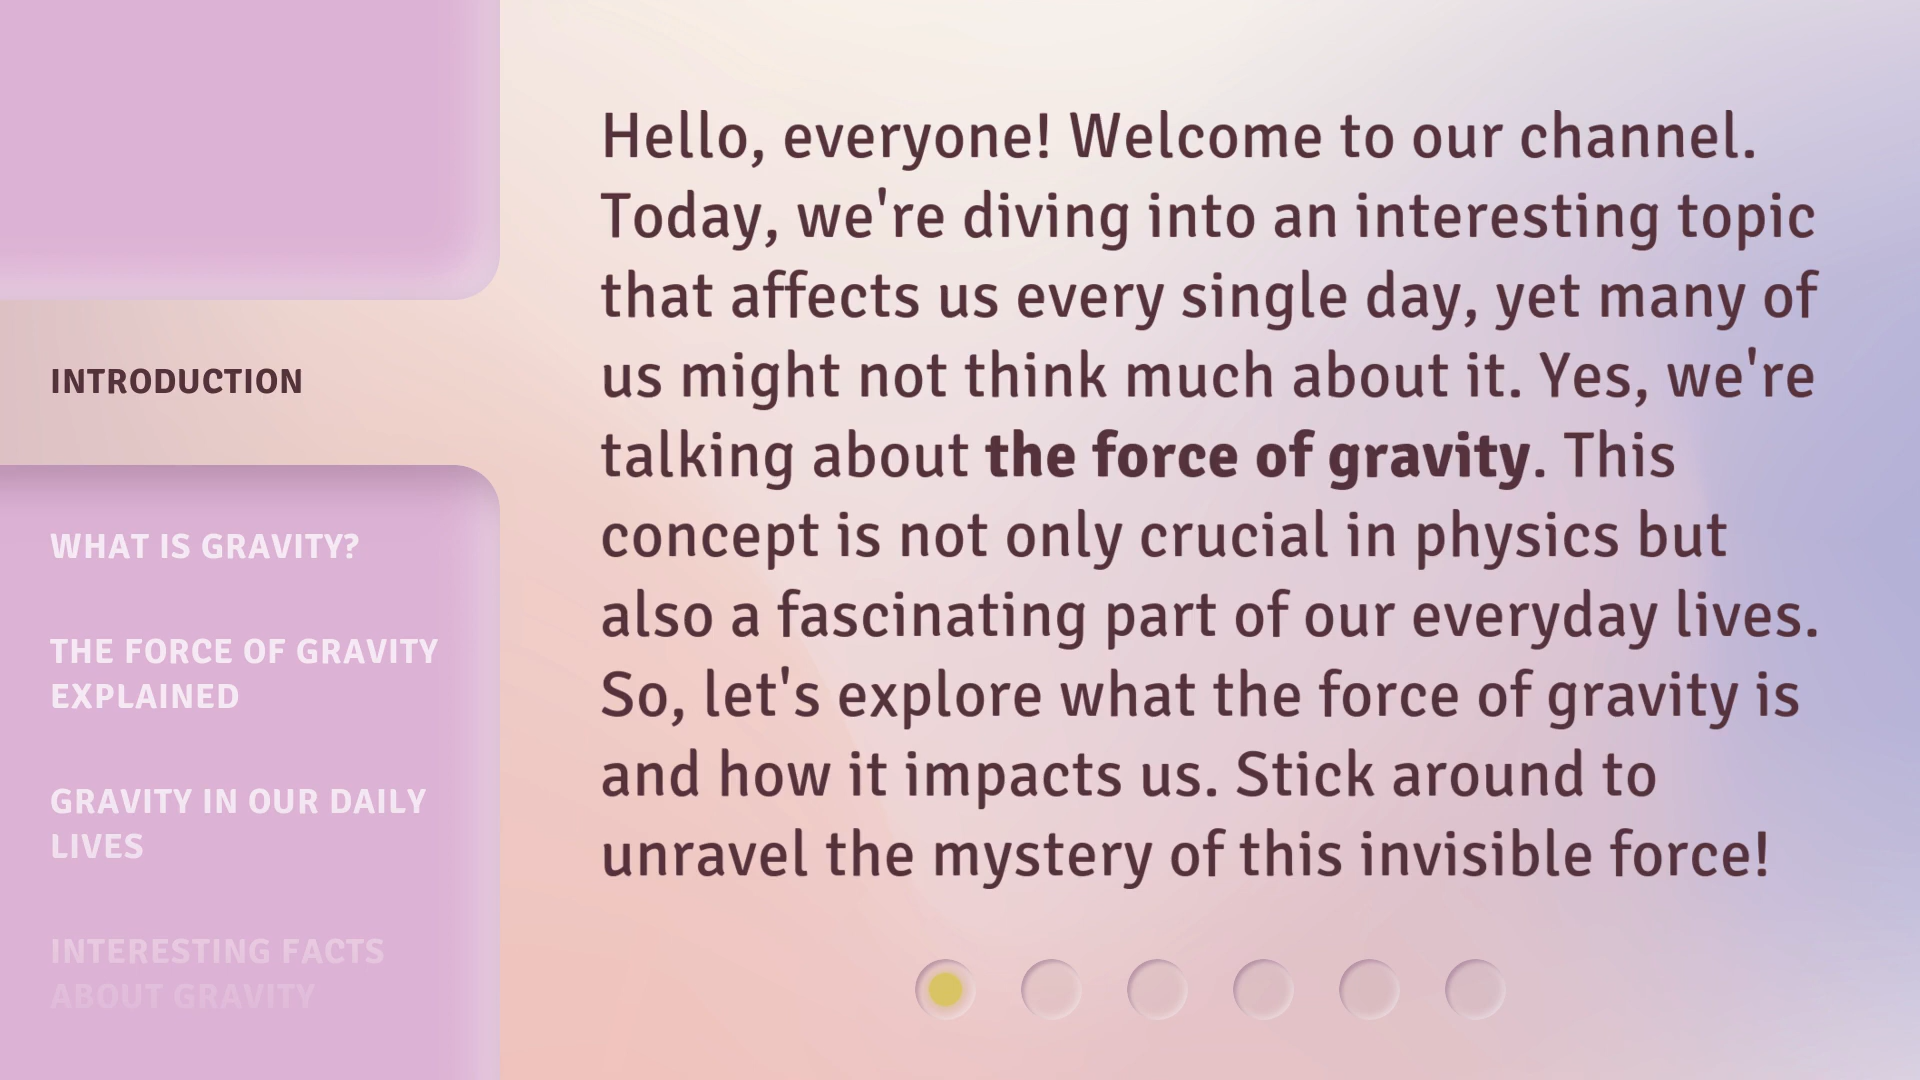 INTRODUCTION
WHAT IS GRAVITY?
THE FORCE OF GRAVITY
EXPLAINED
GRAVITY IN OUR DAILY
LIVES
INTERESTING FACTS
ABOUT GRAVITY
Hello, everyone! Welcome to our channel.
Today, we're diving into an interesting topic
that affects us every single day, yet many of
us might not think much about it. Yes, we're
talking about the force of gravity. This
concept is not only crucial in physics but
also a fascinating part of our everyday lives.
So, let's explore what the force of gravity is
and how it impacts us. Stick around to
unravel the mystery of this invisible force!